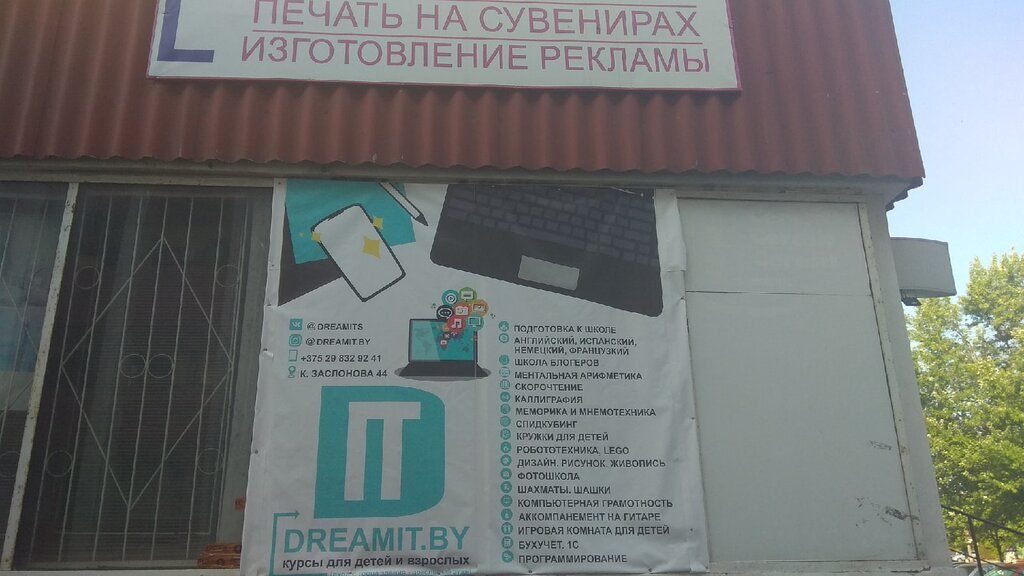 ПЕЧАТЬ НА СУВЕНИРАХ
ИЗГОТОВЛЕНИЕ РЕКЛАМЫ
@DREAMITS
@DREAMIT.BY
+375 29 832 92 41
К. ЗАСЛОНОВА 44
IT
DREAMIT.BY
курсы для детей и взрослых
ПОДГОТОВКА К ШКОЛЕ
АНГЛИЙСКИЙ, ИСПАНСКИЙ,
НЕМЕЦКИЙ, ФРАНЦУЗКИЙ
ШКОЛА БЛОГЕРОВ
МЕНТАЛЬНАЯ АРИФМЕТИКА
СКОРОЧТЕНИЕ
КАЛЛИГРАФИЯ
МЕМОРИКА И МНЕМОТЕХНИКА
СПИДКУБИНГ
КРУЖКИ ДЛЯ ДЕТЕЙ
РОБОТОТЕХНИКА, LEGO
ДИЗАЙН. РИСУНОК. ЖИВОПИСЬ
ФОТОШКОЛА
ШАХМАТЫ. ШАШКИ
КОМПЬЮТЕРНАЯ ГРАМОТНОСТЬ
АККОМПАНЕМЕНТ НА ГИТАРЕ
ИГРОВАЯ КОМНАТА ДЛЯ ДЕТЕЙ
БУХУЧЕТ. 1С
ПРОГРАММИРОВАНИЕ